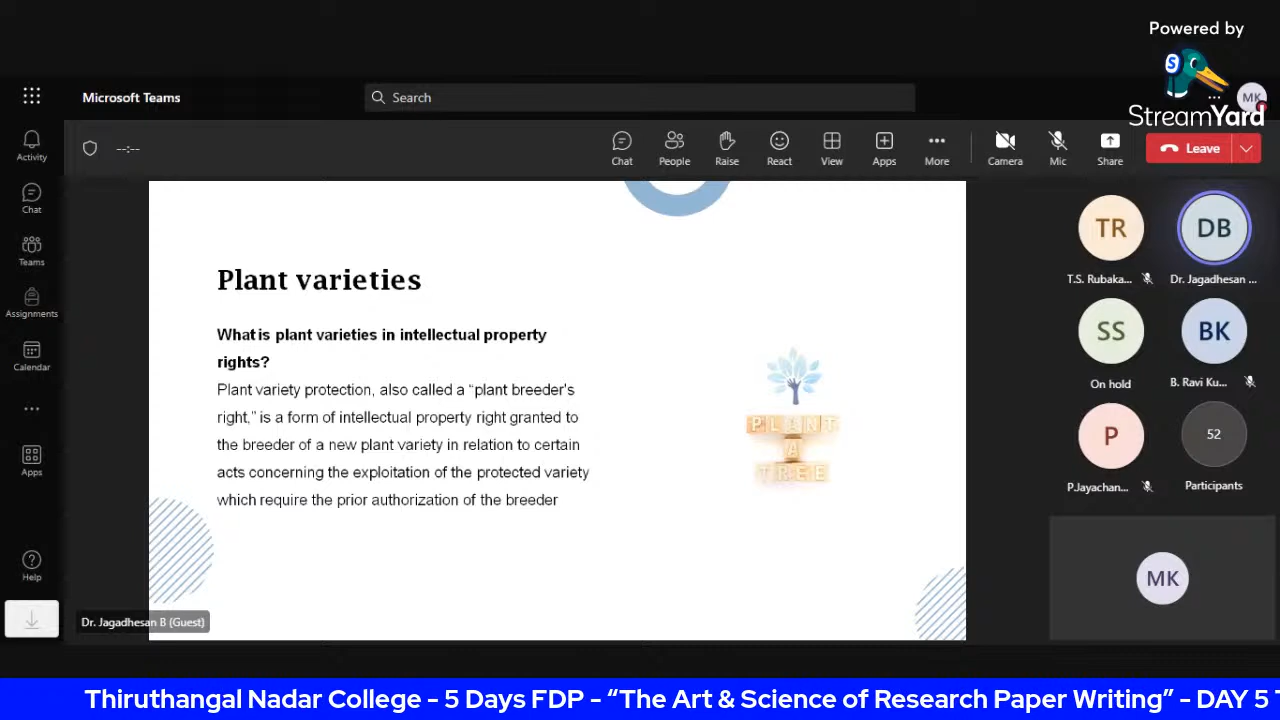 Powered by
StreamYard
Microsoft Teams
Search
MK
--:--
Chat
People
Raise
React
View
Apps
More
Camera
Mic
Share
Leave
Activity
Chat
Teams
Assignments
Calendar
Apps
Help
Plant varieties
What is plant varieties in intellectual property
rights?
Plant variety protection, also called a “plant breeder's
right,” is a form of intellectual property right granted to
the breeder of a new plant variety in relation to certain
acts concerning the exploitation of the protected variety
which require the prior authorization of the breeder
PLANT
A
TREE
TR
T.S. Rubaka...
DB
Dr. Jagadhesan ...
SS
On hold
BK
B. Ravi Ku...
P
P.Jayachan...
52
Participants
MK
Dr. Jagadhesan B (Guest)
Thiruthangal Nadar College - 5 Days FDP - “The Art & Science of Research Paper Writing” - DAY 5